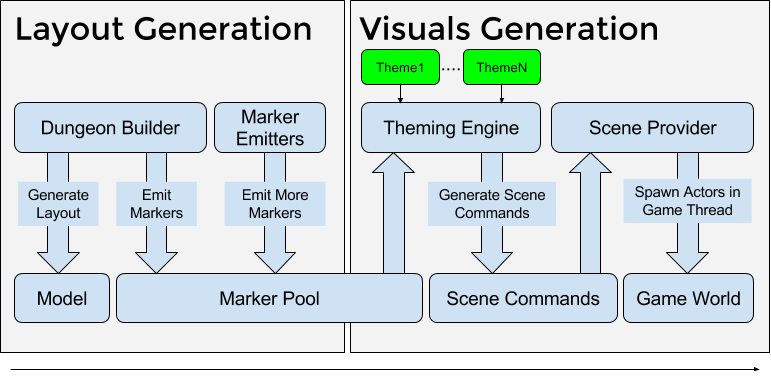 Layout Generation
Visuals Generation
Theme1
....
ThemeN
Dungeon Builder
Marker
Emitters
Theming Engine
Scene Provider
Generate
Layout
Emit
Markers
Emit More
Markers
Generate Scene
Commands
Spawn Actors in
Game Thread
Model
Marker Pool
Scene Commands
Game World